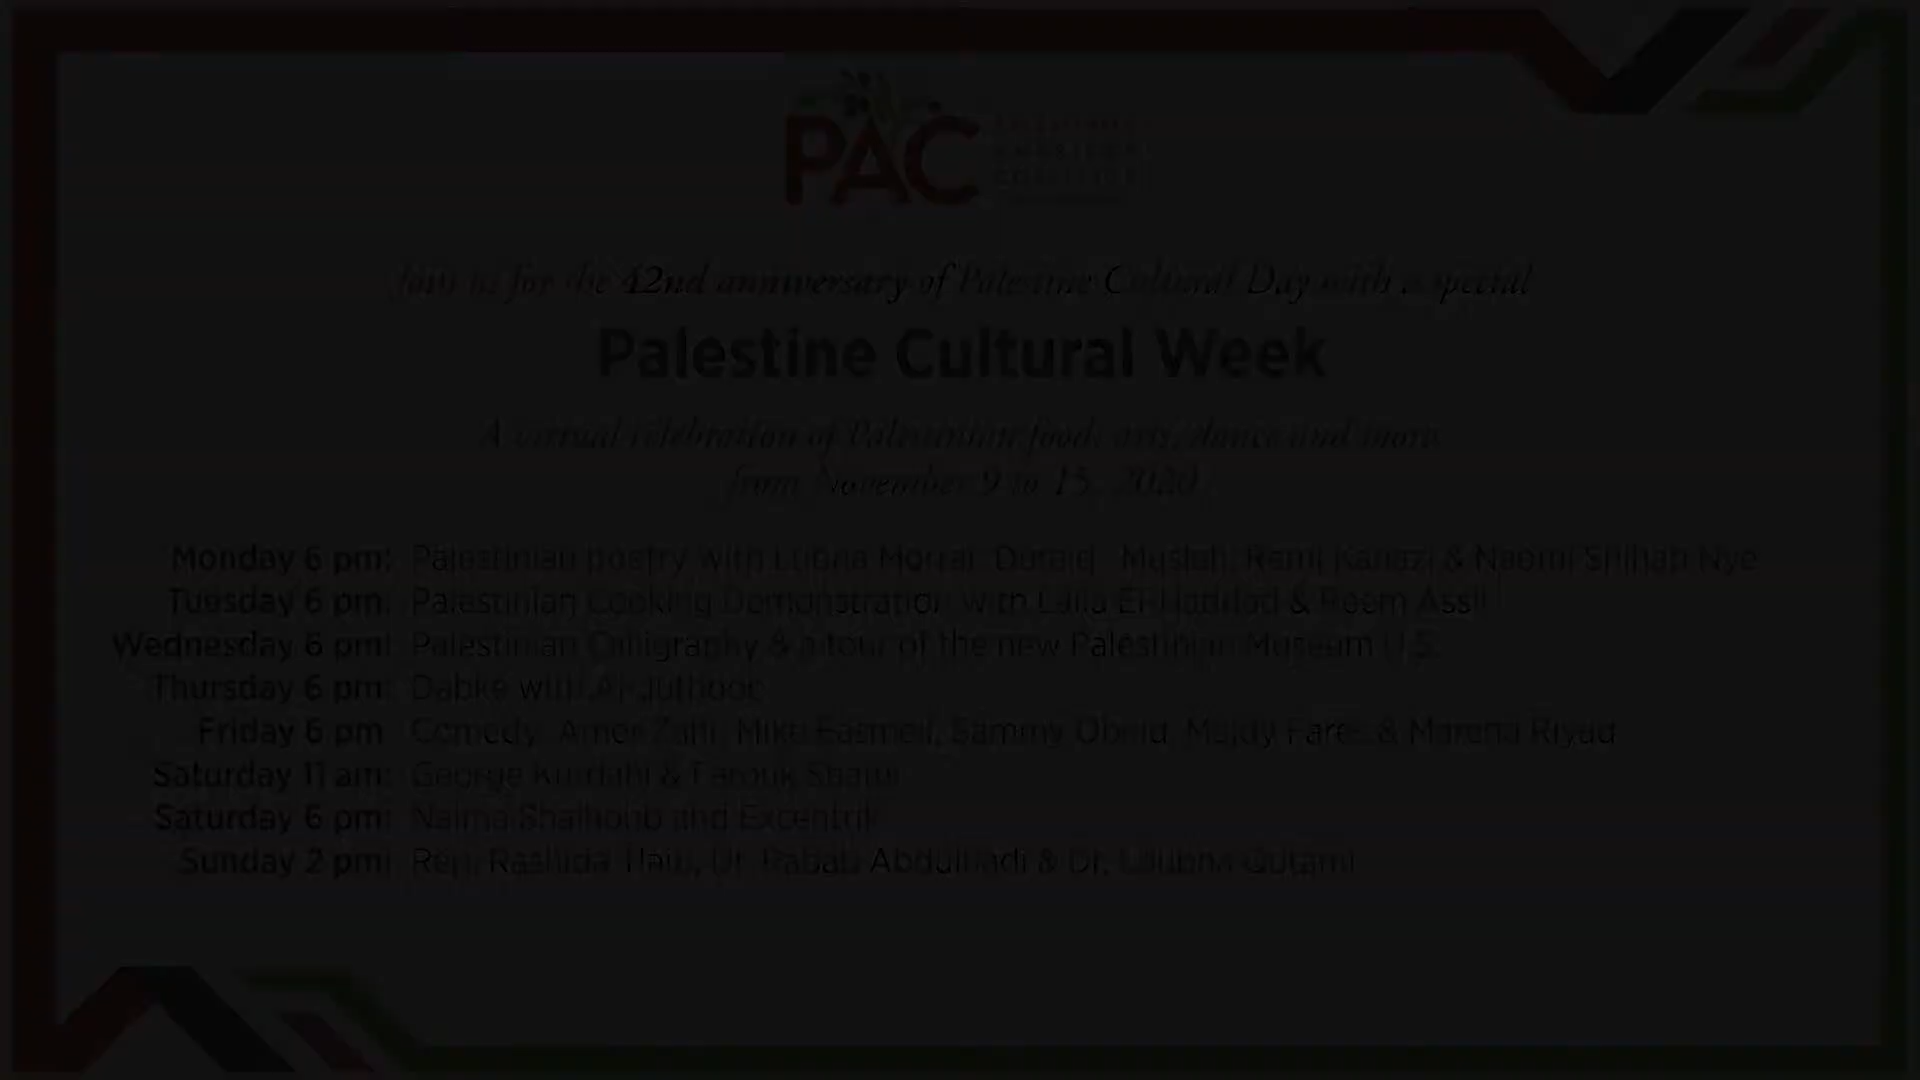 PAC
Join us for the 42nd anniversary of Palestine Cultural Day with a special
Palestine Cultural Week
A virtual celebration of Palestinian food, arts, dance and more
from November 9 to 15, 2020
Monday 6 pm: Palestinian poetry with Lubna Morrar, Musleh, Remi Kanazi & Naomi Shihab Nye
Tuesday 6 pm: Palestinian Cooking Demonstration with Laila El-Haddad & Reem Assil
Wednesday 6 pm: Palestinian Calligraphy & a tour of the new Palestinian Museum U.S.
Thursday 6 pm: Dabke with Al-Juthoor
Friday 6 pm: Comedy: Amer Zahr, Mike Easmeil, Sammy Obeid, Majdy Fares & Riyad
Saturday 11 am: George Kurdahi & Farouk Shami
Saturday 6 pm: Naima Shalhoub and Excentrik
Sunday 2 pm: Rep. Rashida Tlaib, Dr. Rabab Abdulhadi & Dr. Loubna Qutami